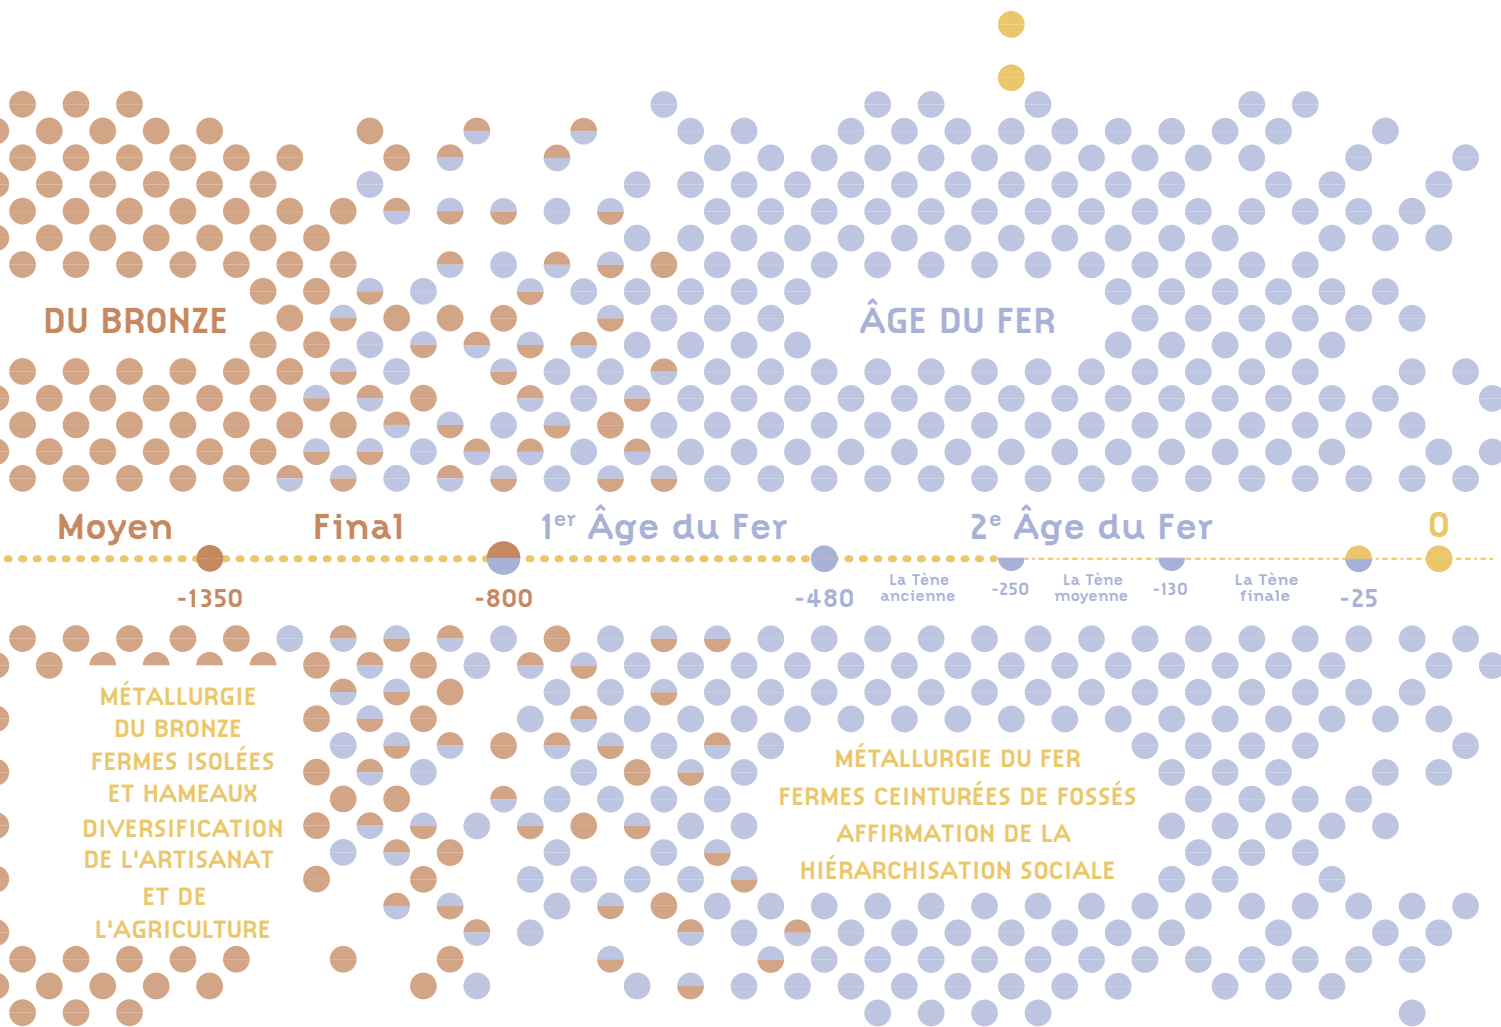 DU BRONZE
ÂGE DU FER
Moyen
Final
1er Âge du Fer
2e Âge du Fer
0
-1350
-800
-480
La Tène
ancienne
-250
La Tène
moyenne
-130
La Tène
finale
-25
MÉTALLURGIE
DU BRONZE
FERMES ISOLÉES
ET HAMEAUX
DIVERSIFICATION
DE L'ARTISANAT
ET DE
L'AGRICULTURE
MÉTALLURGIE DU FER
FERMES CEINTURÉES DE FOSSÉS
AFFIRMATION DE LA
HIÉRARCHISATION SOCIALE